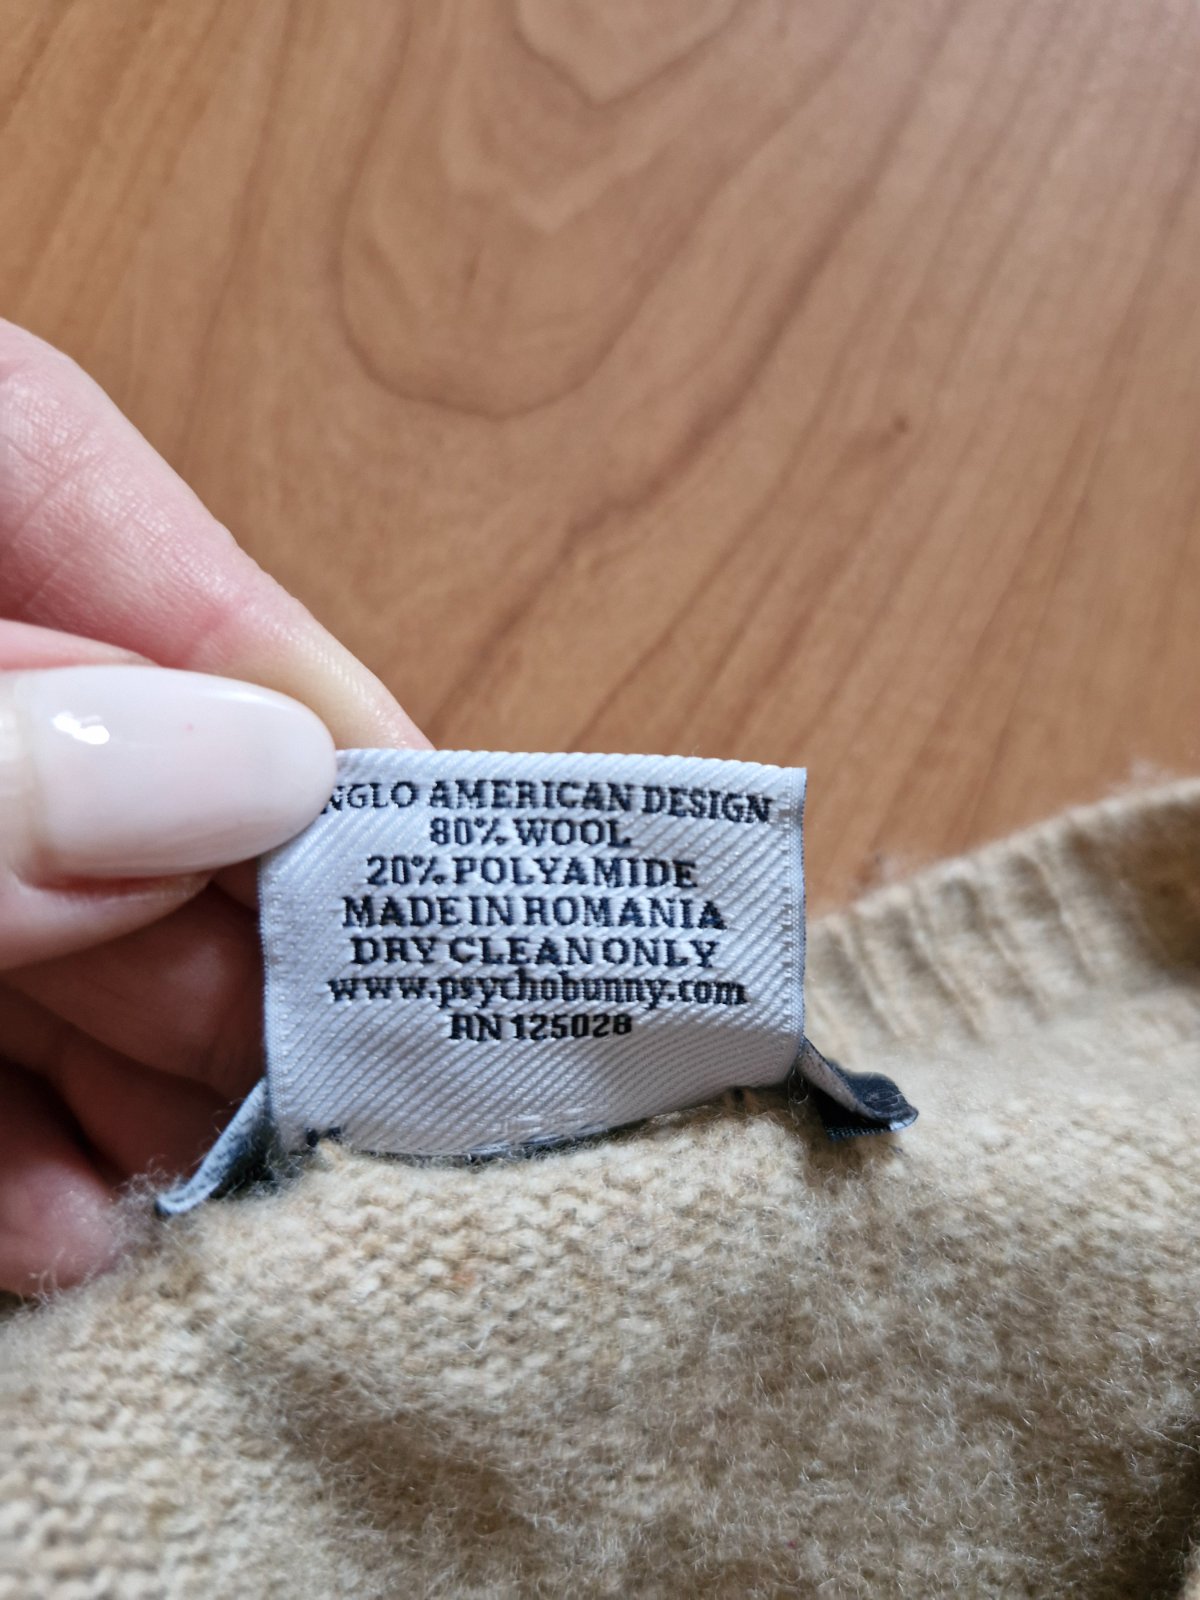 NGLO AMERICAN DESIGN
80% WOOL
20% POLYAMIDE
MADE IN ROMANIA
DRY CLEAN ONLY
www.psychobunny.com
RN 125028